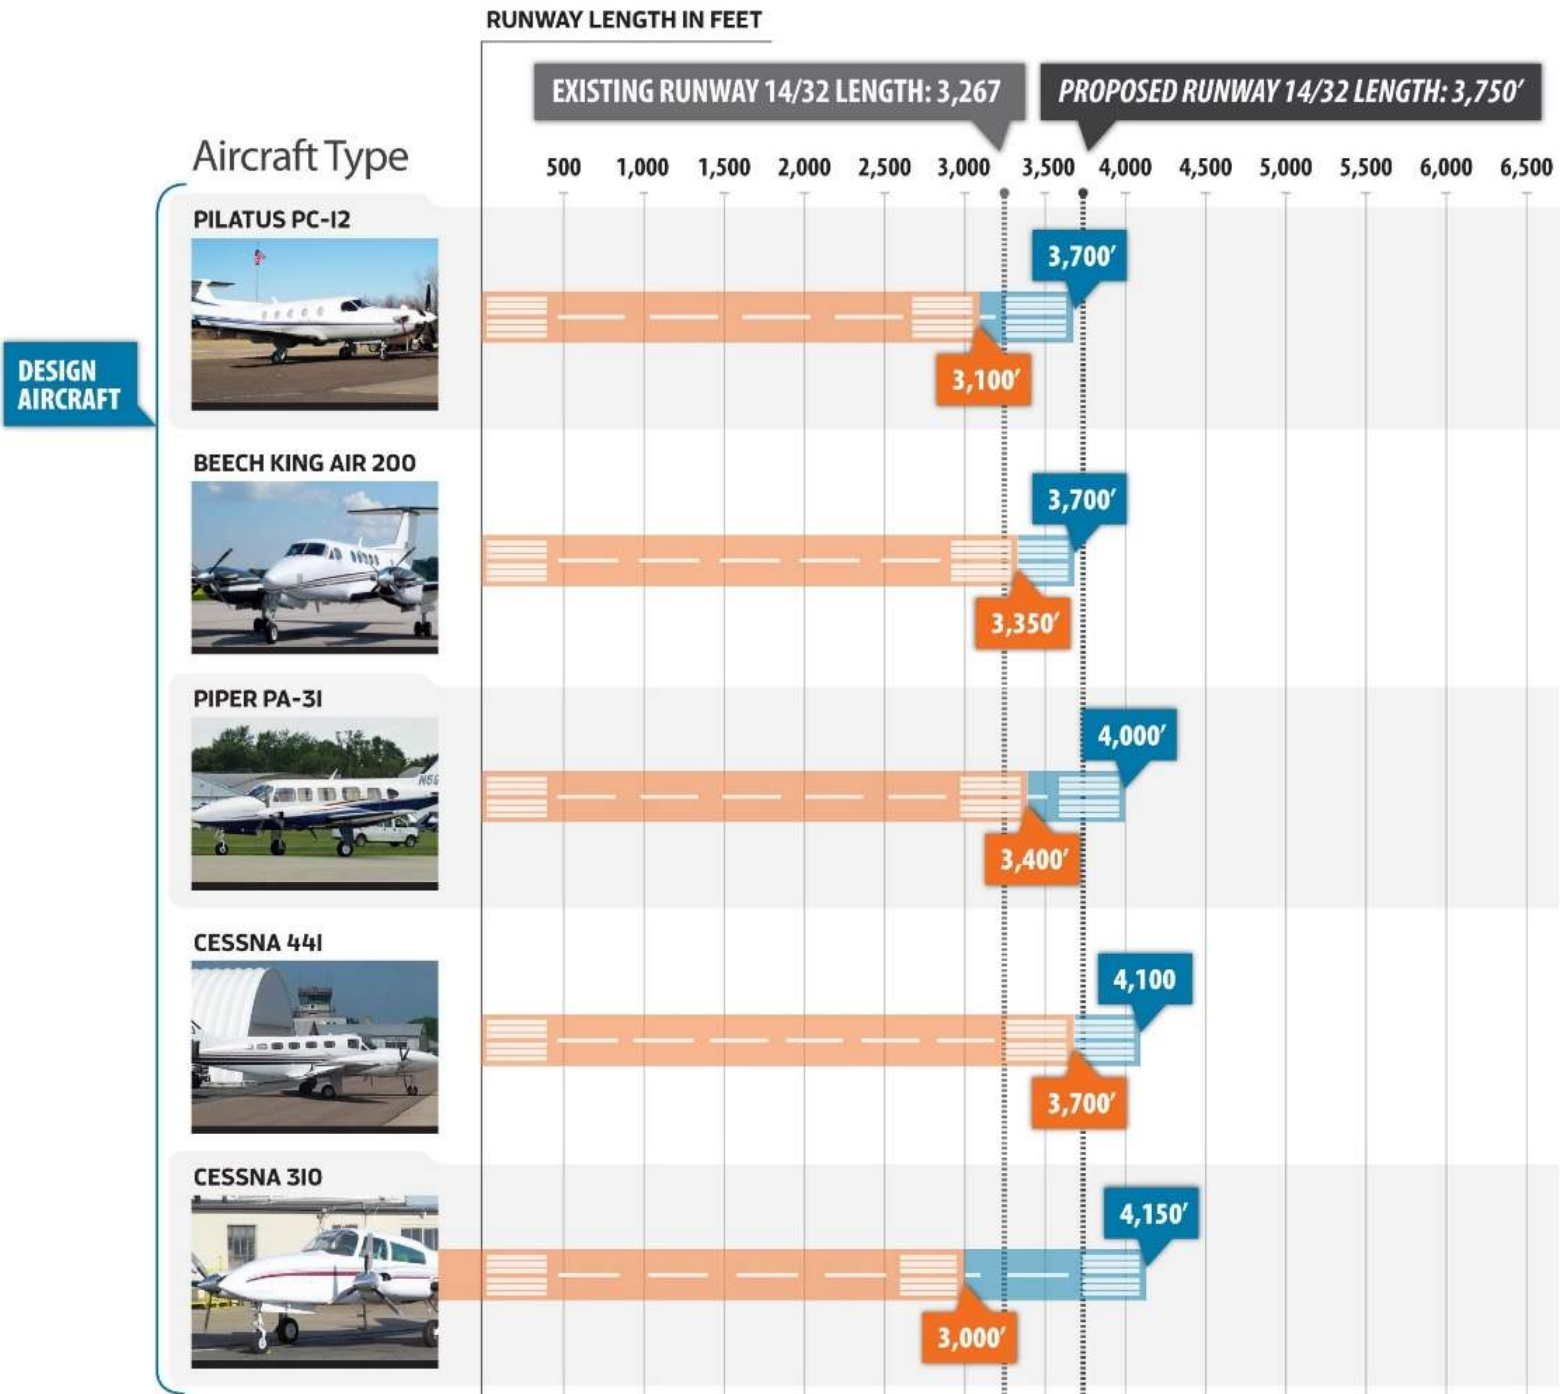 RUNWAY LENGTH IN FEET
EXISTING RUNWAY 14/32 LENGTH: 3,267
PROPOSED RUNWAY 14/32 LENGTH: 3,750′
Aircraft Type
500 1,000 1,500 2,000 2,500 3,000 3,500 4,000 4,500 5,000 5,500 6,000 6,500
DESIGN
AIRCRAFT
PILATUS PC-12
3,700′
3,100′
BEECH KING AIR 200
3,700′
3,350′
PIPER PA-31
4,000′
3,400′
CESSNA 441
4,100
3,700′
CESSNA 310
4,150′
3,000′